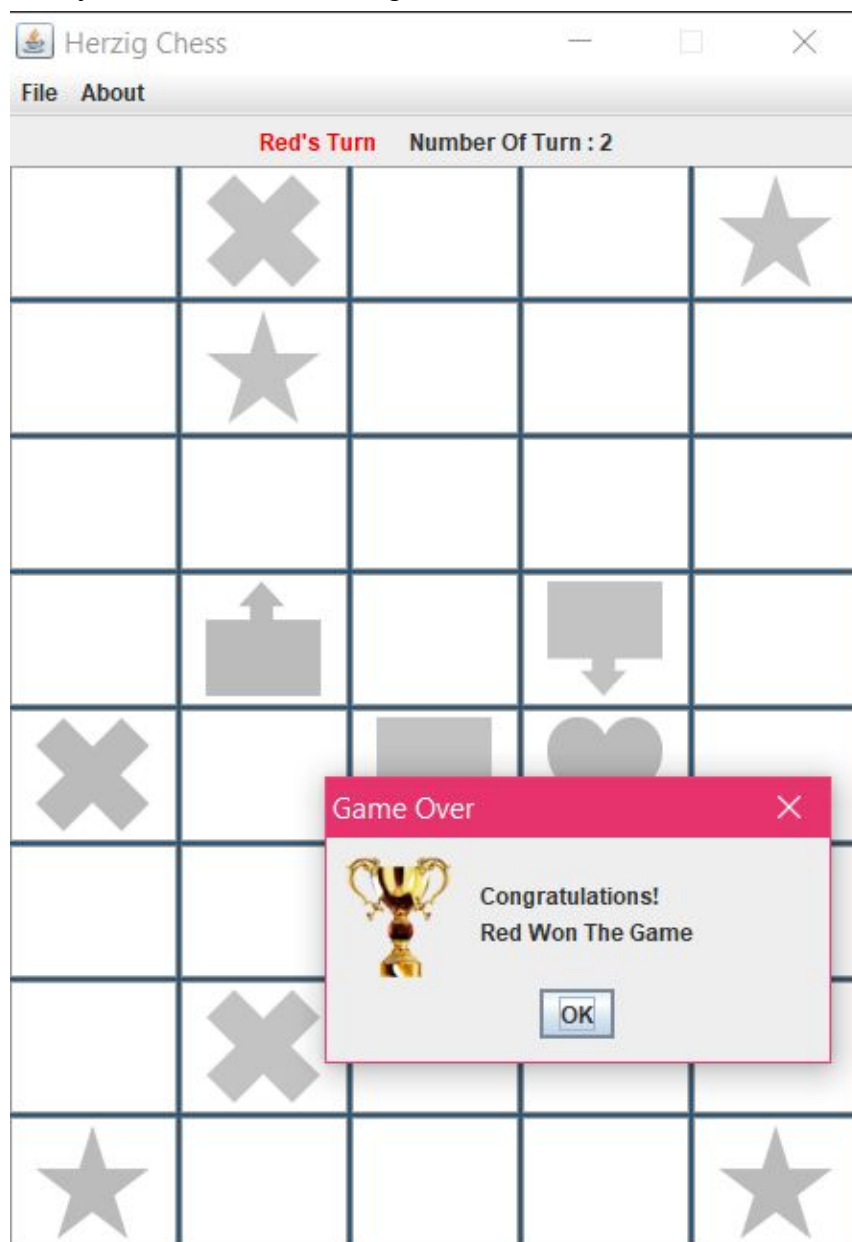 Herzig Chess
File About
Red's Turn Number Of Turn : 2
Game Over
Congratulations!
Red Won The Game
OK